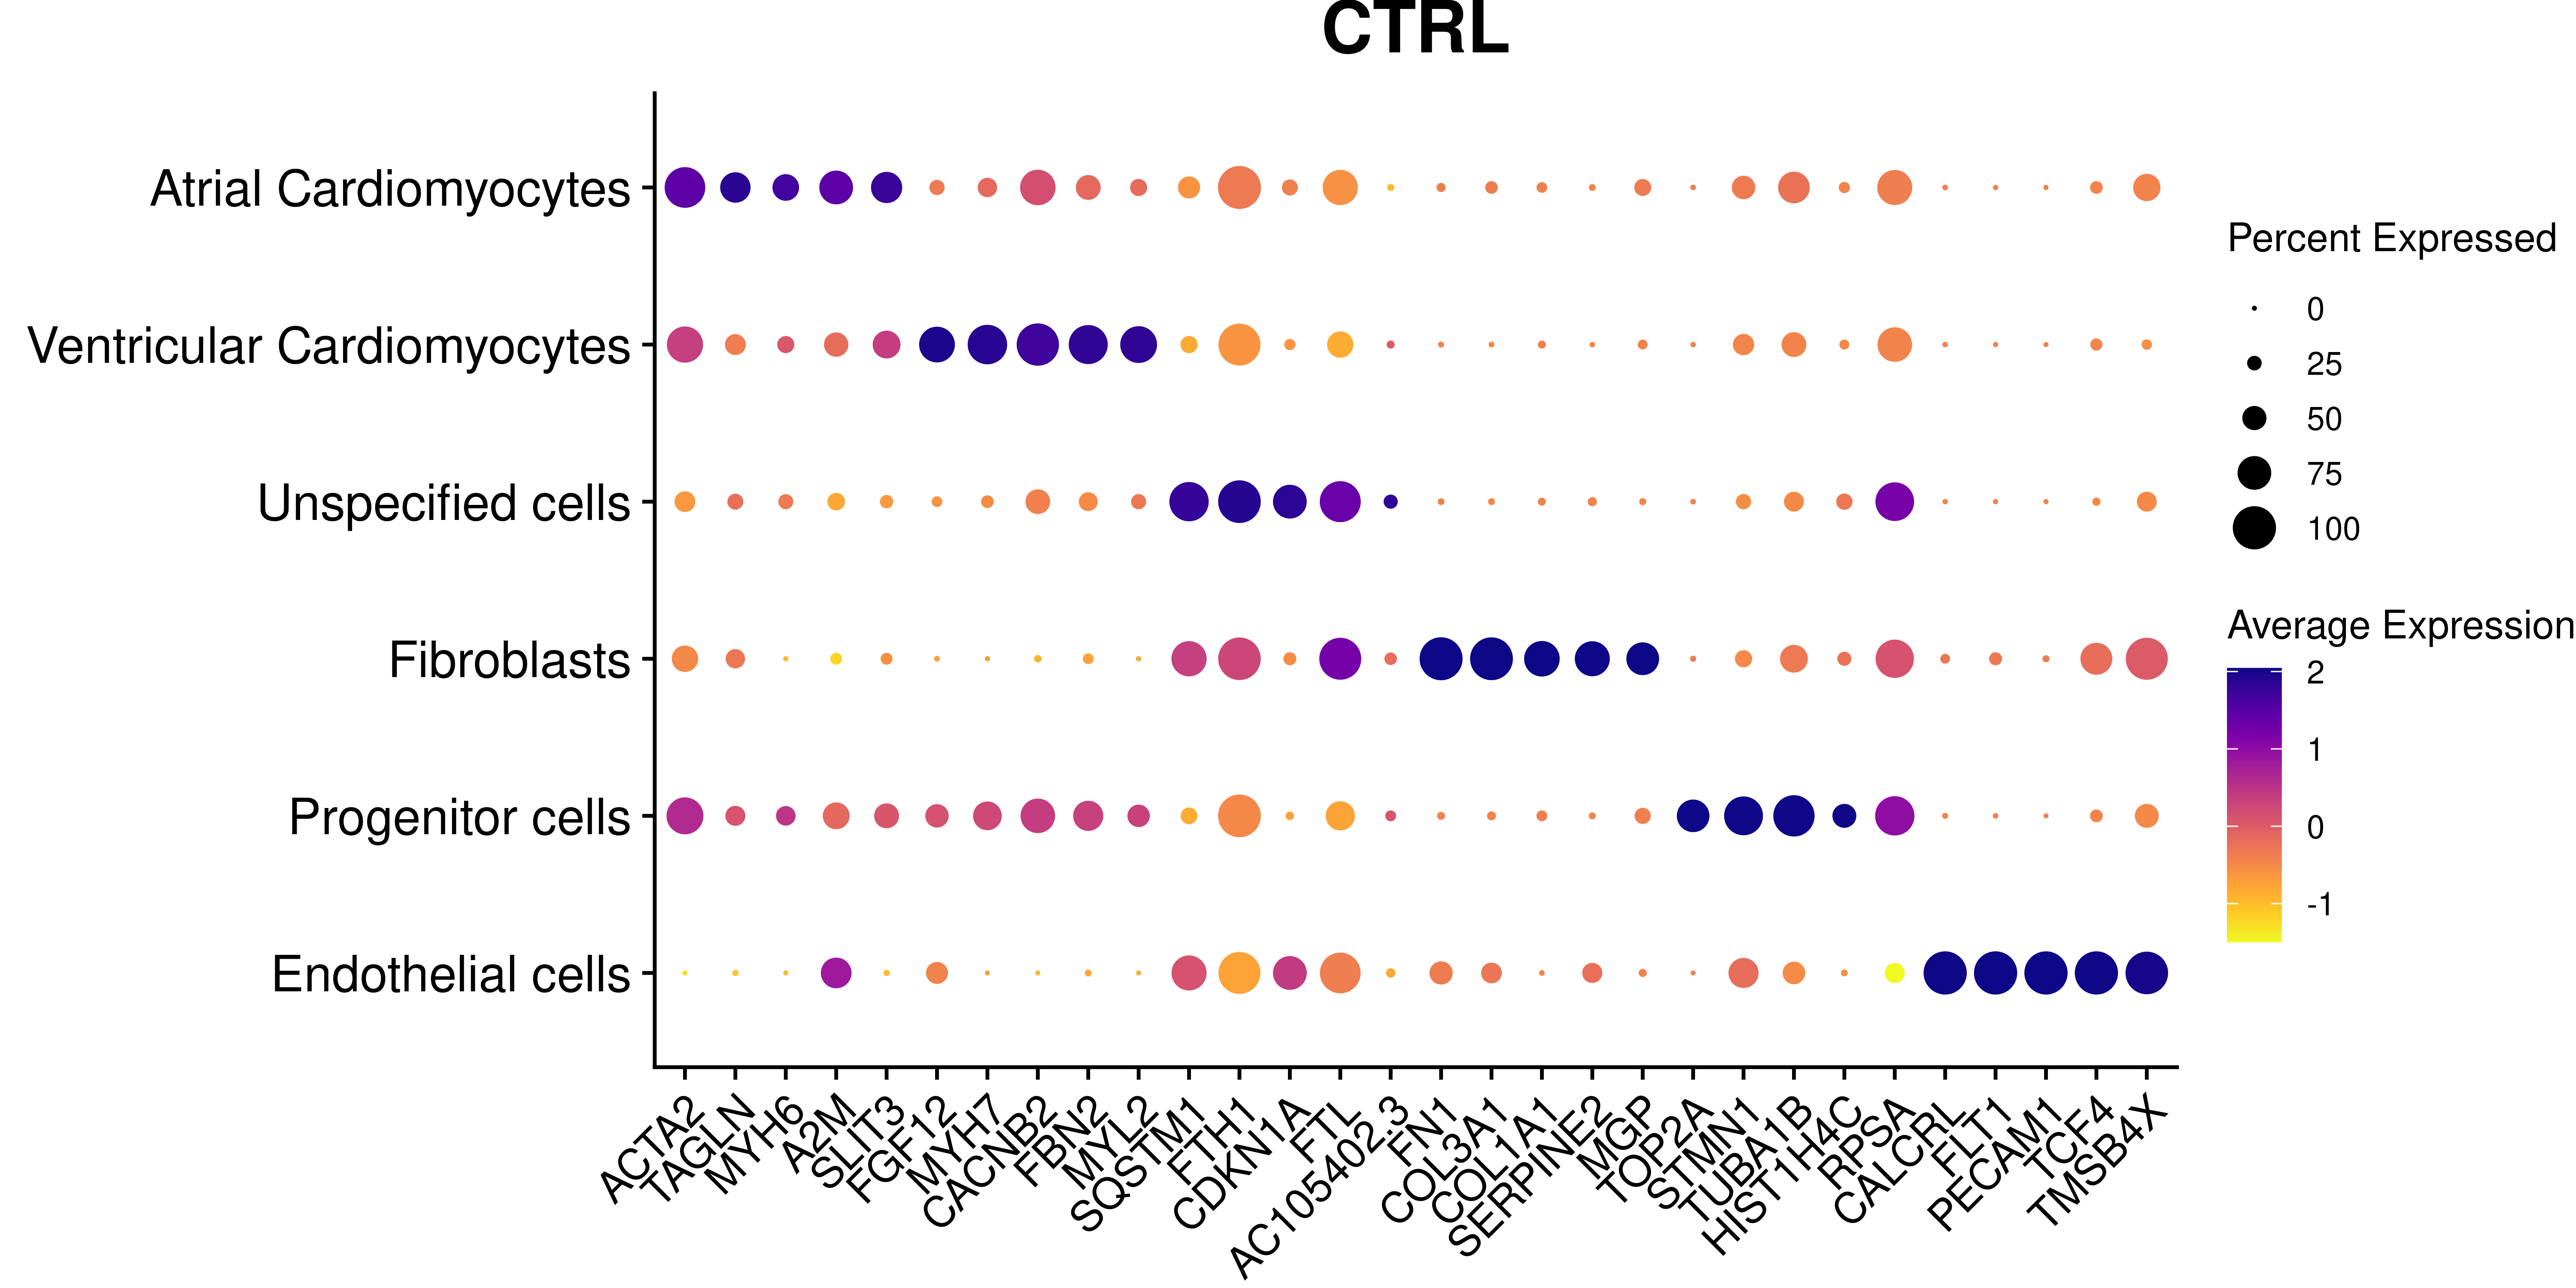 CTRL
Atrial Cardiomyocytes
Ventricular Cardiomyocytes
Unspecified cells
Fibroblasts
Progenitor cells
Endothelial cells
ACTA2
TAGLN
MYH6
A2M
SLIT3
FGF12
MYH7
CACNB2
FBN2
MYL2
SQSTM1
FTH1
CDKN1A
FTL
AC105402.3
FN1
COL3A1
COL1A1
SERPINE2
MGP
TOP2A
STMN1
TUBA1B
HIST1H4C
RPSA
CALCRL
FLT1
PECAM1
TCF4
TMSB4X
Percent Expressed
0
25
50
75
100
Average Expression
2
1
0
-1